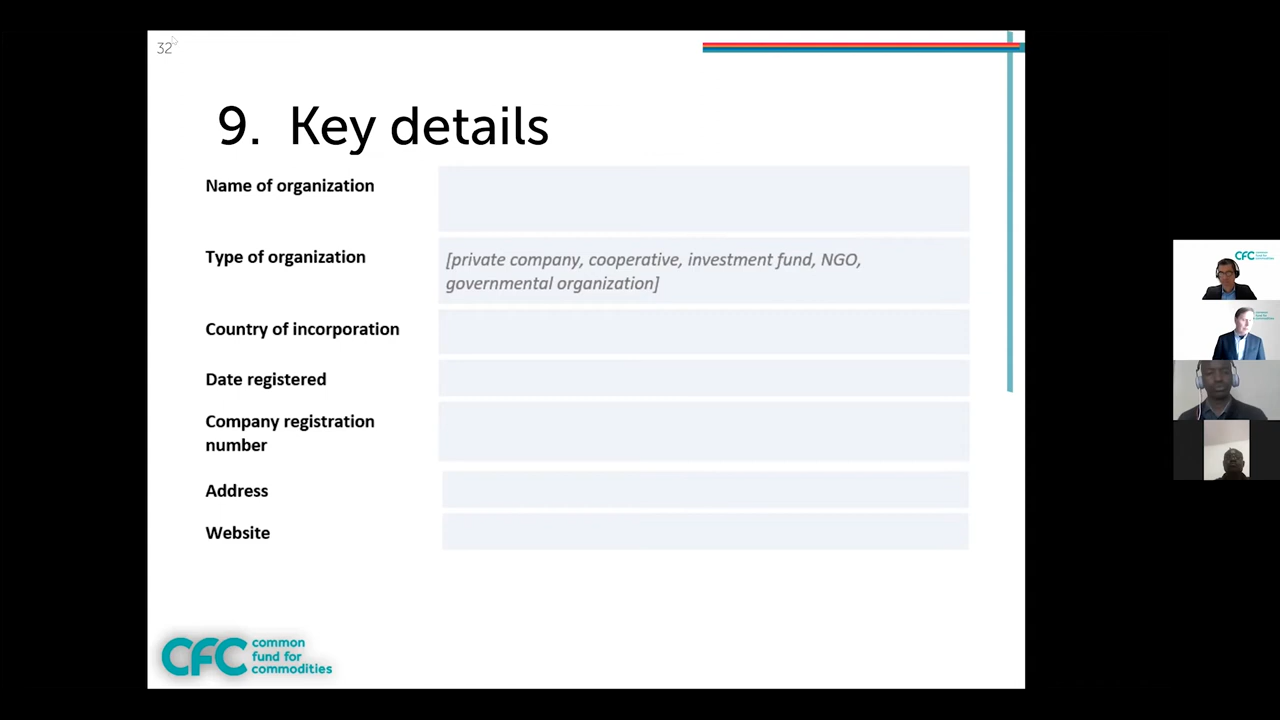 32
9. Key details
Name of organization
Type of organization
[private company, cooperative, investment fund, NGO,
governmental organization]
Country of incorporation
Date registered
Company registration
number
Address
Website
CFC common
fund for
commodities
CFC